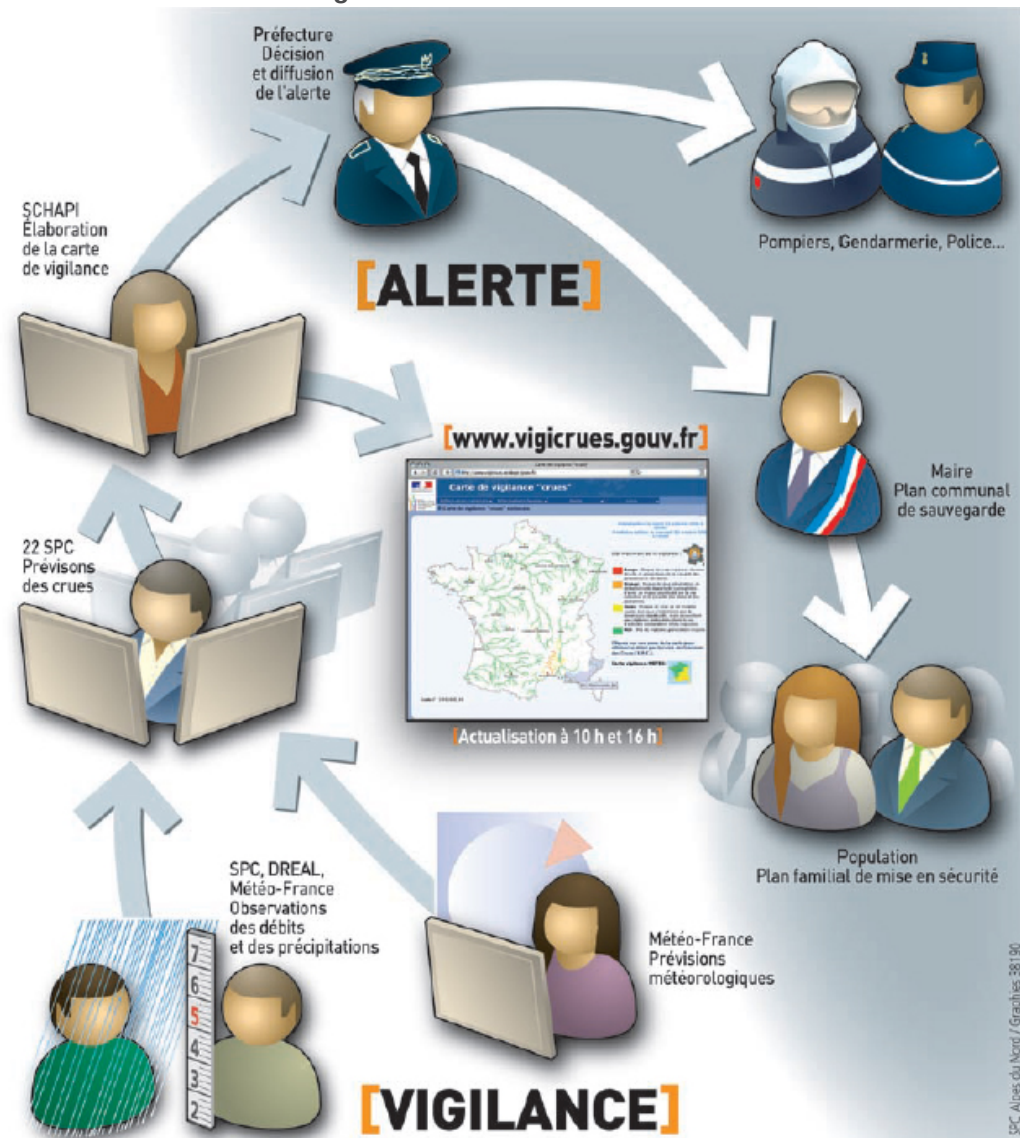 Préfecture
Décision
et diffusion
de l'alerte
Pompiers, Gendarmerie, Police...
SCHAPI
Élaboration
de la carte
de vigilance
[ALERTE]
[www.vigicrues.gouv.fr]
Carte de vigilance "crues"
[Actualisation à 10 h et 16 h]
Maire
Plan communal
de sauvegarde
22 SPC
Prévisons
des crues
Population
Plan familial de mise en sécurité
SPC, DREAL,
Météo-France
Observations
des débits
et des précipitations
7
6
5
4
3
2
Météo-France
Prévisions
météorologiques
[VIGILANCE]
SPC Alpes du Nord / Graphies 38190